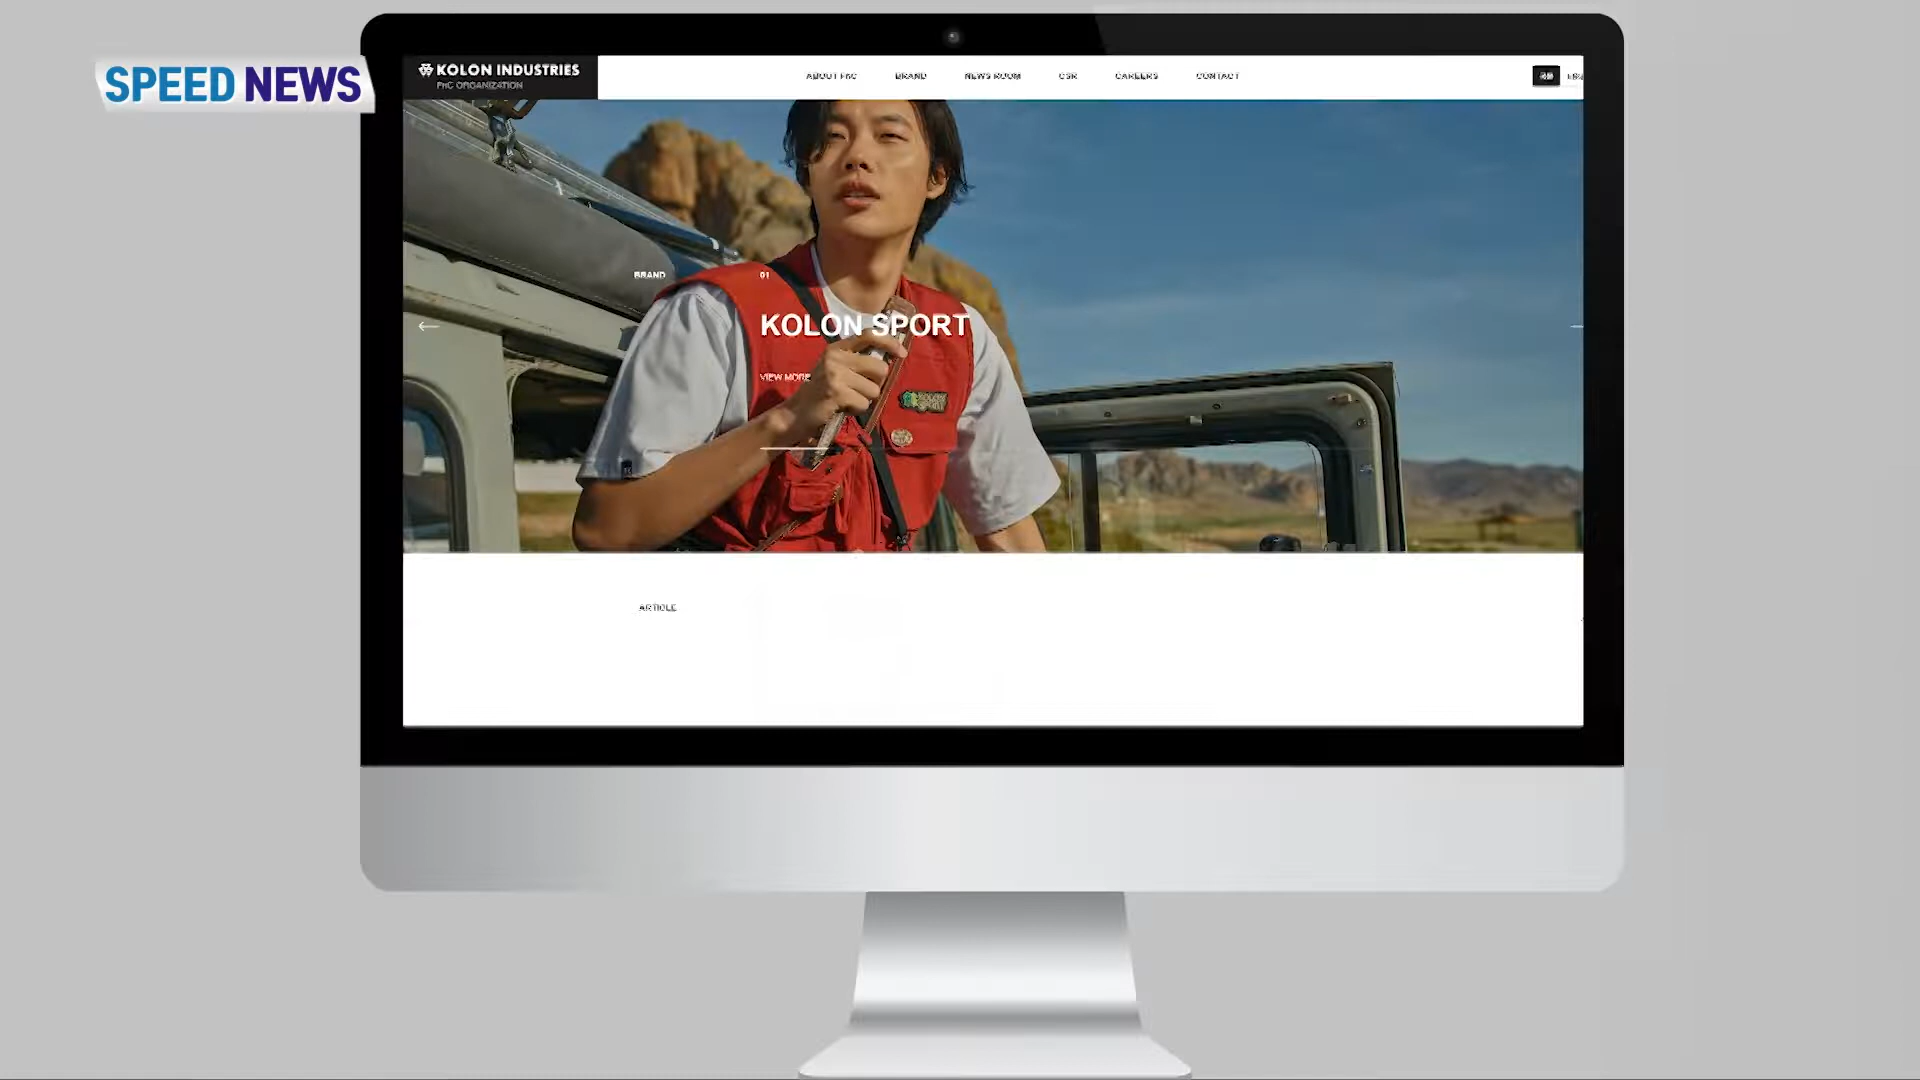 SPEED NEWS
KOLON INDUSTRIES
FnC ORGANIZATION
ABOUT FNC BRAND NEWS ROOM CSR CAREERS CONTACT
BRAND 01
KOLON SPORT
VIEW MORE
ARTICLE